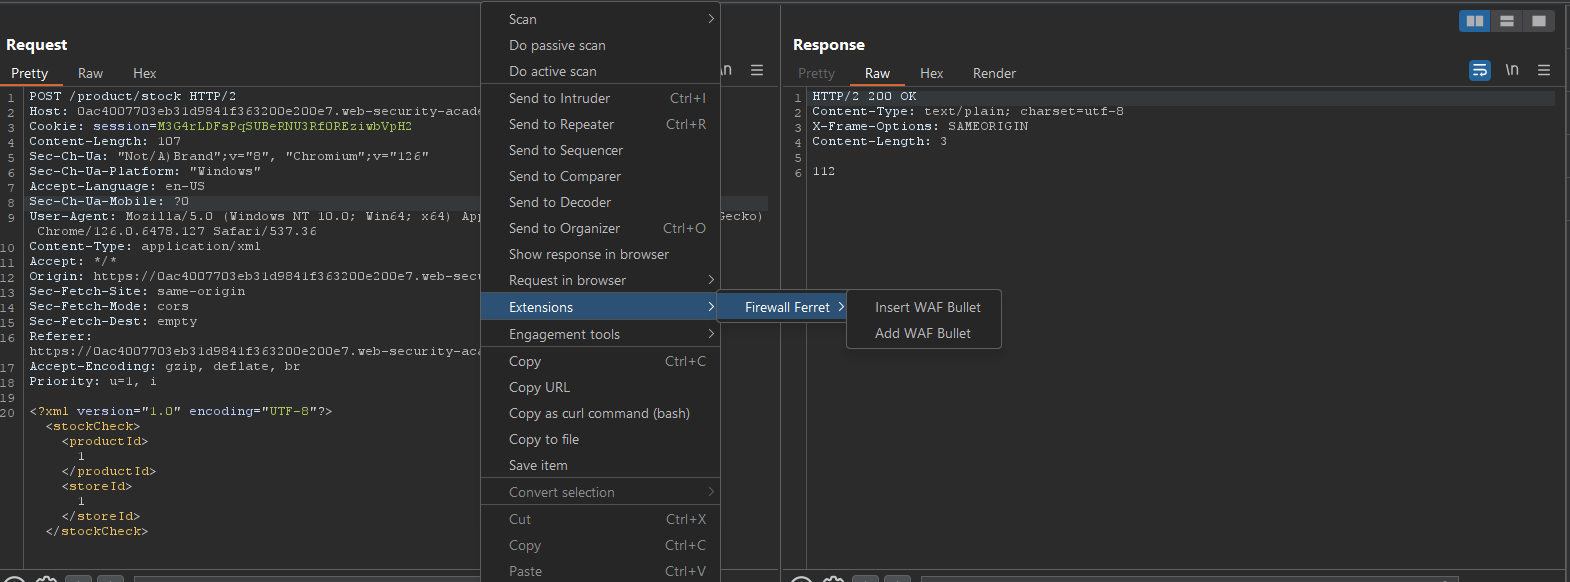 Request
Pretty Raw Hex
\n
1 POST /product/stock HTTP/2
2 Host: 0ac4007703eb31d9841f363200e200e7.web-security-acade
3 Cookie: session=M3G4rLDFsPqSUBeRNU3RfOREziwbVpH2
4 Content-Length: 107
5 Sec-Ch-Ua: "Not/A)Brand";v="8", "Chromium";v="126"
6 Sec-Ch-Ua-Platform: "Windows"
7 Accept-Language: en-US
8 Sec-Ch-Ua-Mobile: ?0
9 User-Agent: Mozilla/5.0 (Windows NT 10.0; Win64; x64) App Gecko)
Chrome/126.0.6478.127 Safari/537.36
10 Content-Type: application/xml
11 Accept: */*
12 Origin: https://0ac4007703eb31d9841f363200e200e7.web-secu
13 Sec-Fetch-Site: same-origin
14 Sec-Fetch-Mode: cors
15 Sec-Fetch-Dest: empty
16 Referer:
https://0ac4007703eb31d9841f363200e200e7.web-security-aca
17 Accept-Encoding: gzip, deflate, br
18 Priority: u=1, i
19
20 <?xml version="1.0" encoding="UTF-8"?>
<stockCheck>
<productId>
1
</productId>
<storeId>
1
</storeId>
</stockCheck>
Scan
Do passive scan
Do active scan
Send to Intruder Ctrl+I
Send to Repeater Ctrl+R
Send to Sequencer
Send to Comparer
Send to Decoder
Send to Organizer Ctrl+O
Show response in browser
Request in browser
Extensions
Engagement tools
Copy Ctrl+C
Copy URL
Copy as curl command (bash)
Copy to file
Save item
Convert selection
Cut Ctrl+X
Copy Ctrl+C
Paste Ctrl+V
Firewall Ferret
Insert WAF Bullet
Add WAF Bullet
Response
Pretty Raw Hex Render
\n
1 HTTP/2 200 OK
2 Content-Type: text/plain; charset=utf-8
3 X-Frame-Options: SAMEORIGIN
4 Content-Length: 3
5
6 112